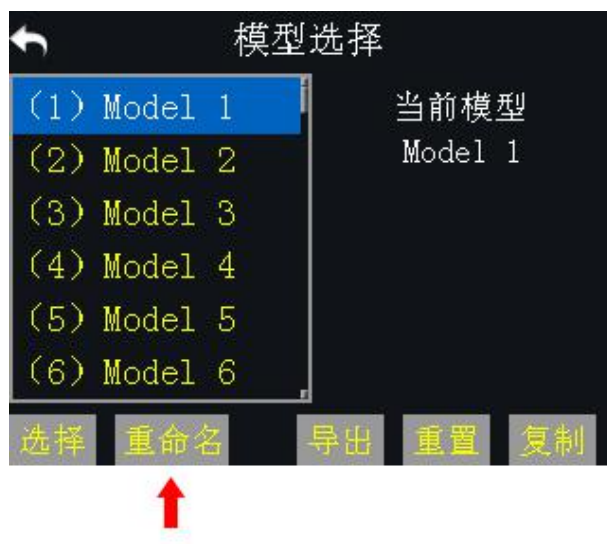 模型选择
(1) Model 1
(2) Model 2
(3) Model 3
(4) Model 4
(5) Model 5
(6) Model 6
当前模型
Model 1
选择 重命名 导出 重置 复制